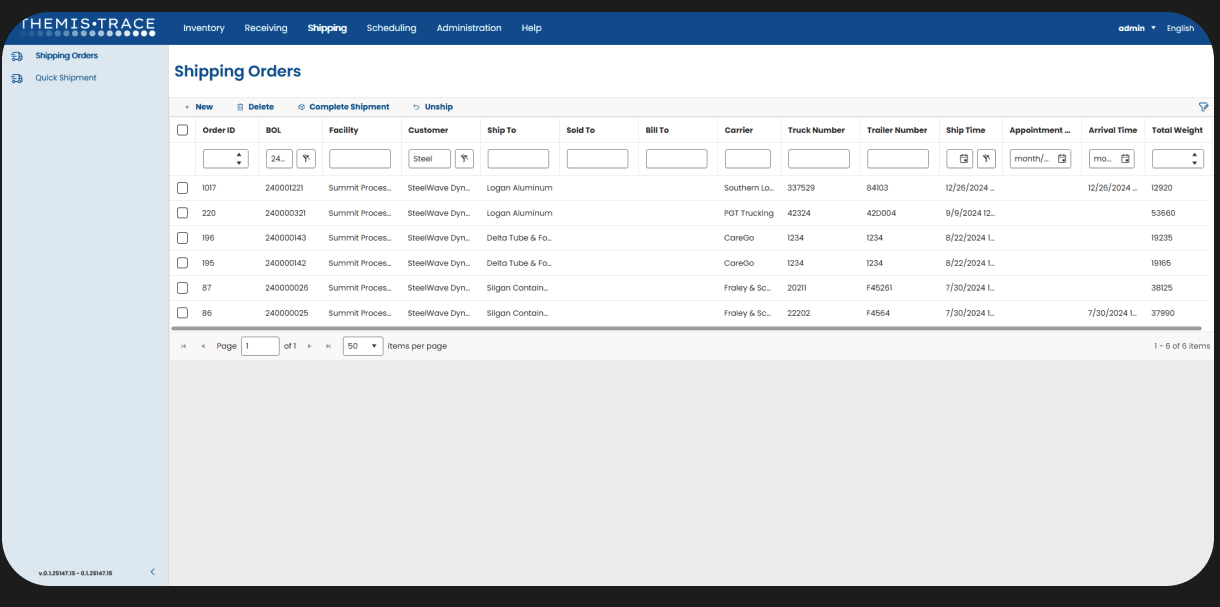 THEMIS•TRACE
Inventory Receiving Shipping Scheduling Administration Help admin English
Shipping Orders
Quick Shipment
Shipping Orders
New Delete Complete Shipment Unship
Order ID BOL Facility Customer Ship To Sold To Bill To Carrier Truck Number Trailer Number Ship Time Appointment ... Arrival Time Total Weight
24... Steel month/... mo...
1017 240001221 Summit Proces... SteelWave Dyn... Logan Aluminum Southern Lo... 337529 84103 12/26/2024 ... 12/26/2024 ... 12920
220 240000321 Summit Proces... SteelWave Dyn... Logan Aluminum PGT Trucking 42324 42D004 9/9/2024 12... 53660
196 240000143 Summit Proces... SteelWave Dyn... Delta Tube & Fo... CareGo 1234 1234 8/22/2024 1... 19235
195 240000142 Summit Proces... SteelWave Dyn... Delta Tube & Fo... CareGo 1234 1234 8/22/2024 1... 19165
87 240000026 Summit Proces... SteelWave Dyn... Silgan Contain... Fraley & Sc... 20211 F45261 7/30/2024 1... 38125
86 240000025 Summit Proces... SteelWave Dyn... Silgan Contain... Fraley & Sc... 22202 F4564 7/30/2024 1... 7/30/2024 1... 37990
Page 1 of 1 50 items per page 1 - 6 of 6 items
v.0.1.25147.15 - 0.1.25147.15